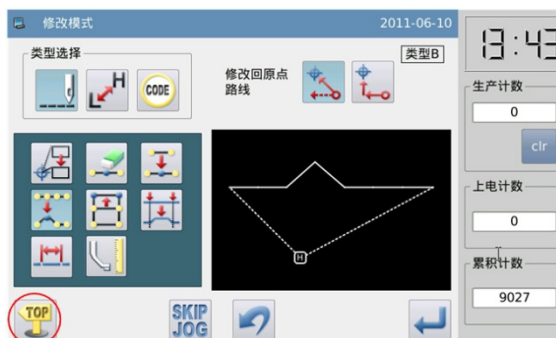 修改模式
2011-06-10
类型选择
类型B
修改回原点
路线
H
L
CODE
H
TOP
SKIP
JOG
13:43
生产计数
0
clr
上电计数
0
累积计数
9027